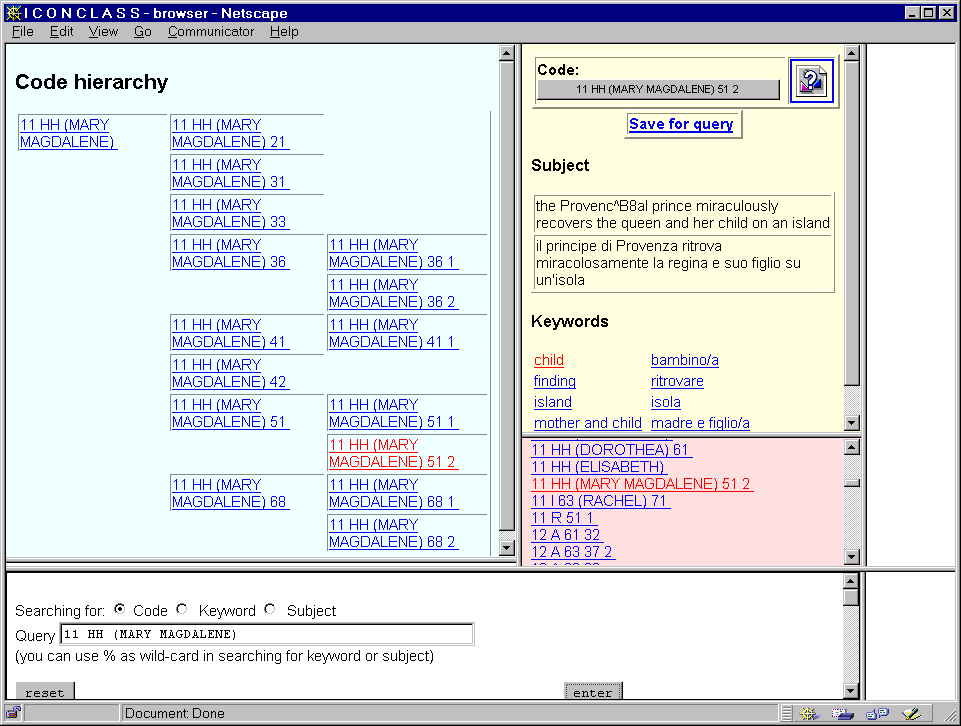 I C O N C L A S S - browser - Netscape
File Edit View Go Communicator Help
Code hierarchy
11 HH (MARY
MAGDALENE)
11 HH (MARY
MAGDALENE) 21
11 HH (MARY
MAGDALENE) 31
11 HH (MARY
MAGDALENE) 33
11 HH (MARY
MAGDALENE) 36
11 HH (MARY
MAGDALENE) 36 1
11 HH (MARY
MAGDALENE) 36 2
11 HH (MARY
MAGDALENE) 41
11 HH (MARY
MAGDALENE) 41 1
11 HH (MARY
MAGDALENE) 42
11 HH (MARY
MAGDALENE) 51
11 HH (MARY
MAGDALENE) 51 1
11 HH (MARY
MAGDALENE) 51 2
11 HH (MARY
MAGDALENE) 68
11 HH (MARY
MAGDALENE) 68 1
11 HH (MARY
MAGDALENE) 68 2
Code:
11 HH (MARY MAGDALENE) 51 2
Save for query
Subject
the Provenc^B8al prince miraculously
recovers the queen and her child on an island
il principe di Provenza ritrova
miracolosamente la regina e suo figlio su
un'isola
Keywords
child bambino/a
finding ritrovare
island isola
mother and child madre e figlio/a
11 HH (DOROTHEA) 61
11 HH (ELISABETH)
11 HH (MARY MAGDALENE) 51 2
11 I 63 (RACHEL) 71
11 R 51 1
12 A 61 32
12 A 63 37 2
Searching for: Code Keyword Subject
Query 11 HH (MARY MAGDALENE)
(you can use % as wild-card in searching for keyword or subject)
reset enter
Document: Done